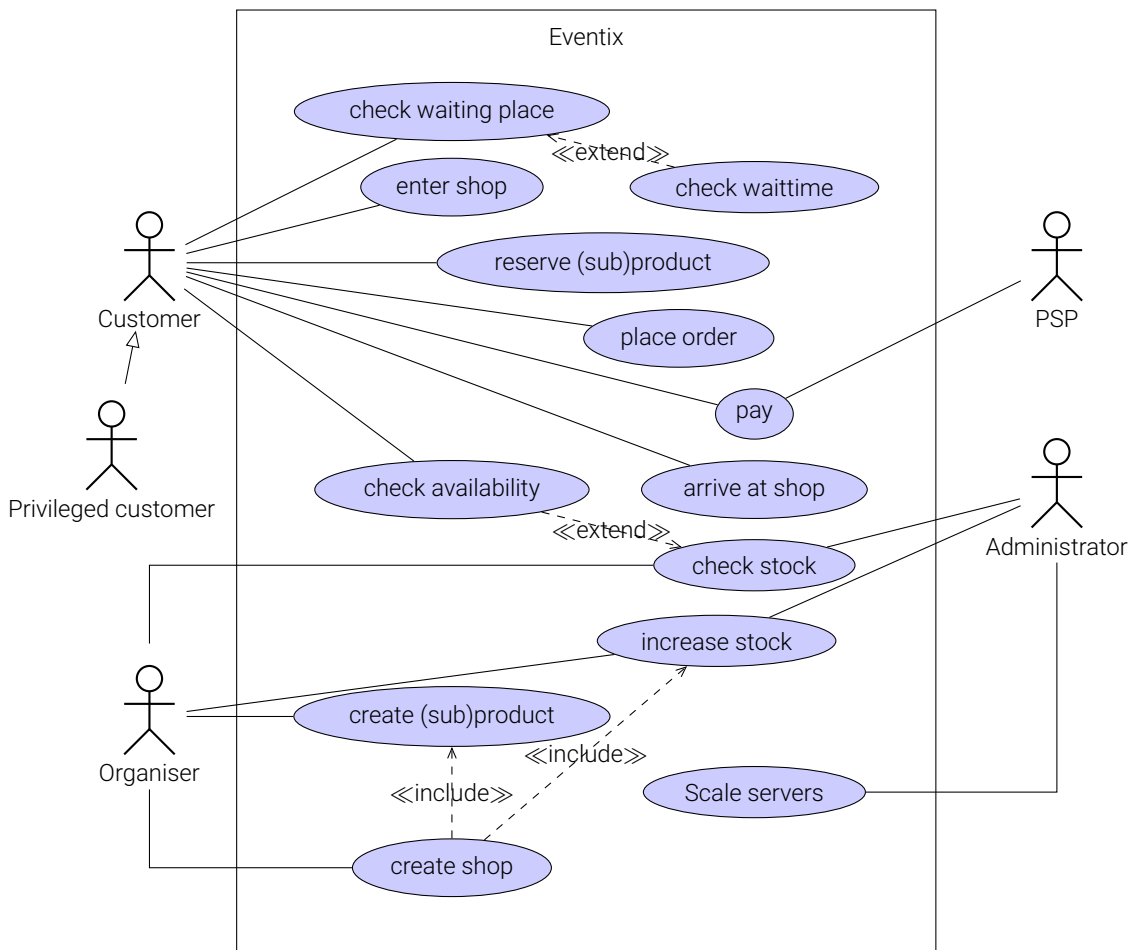 Eventix
check waiting place
≪extend≫
check waittime
enter shop
reserve (sub)product
Customer
place order
PSP
pay
Privileged customer
check availability
arrive at shop
≪extend≫
check stock
Administrator
increase stock
create (sub)product
≪include≫
Organiser
≪include≫
Scale servers
create shop